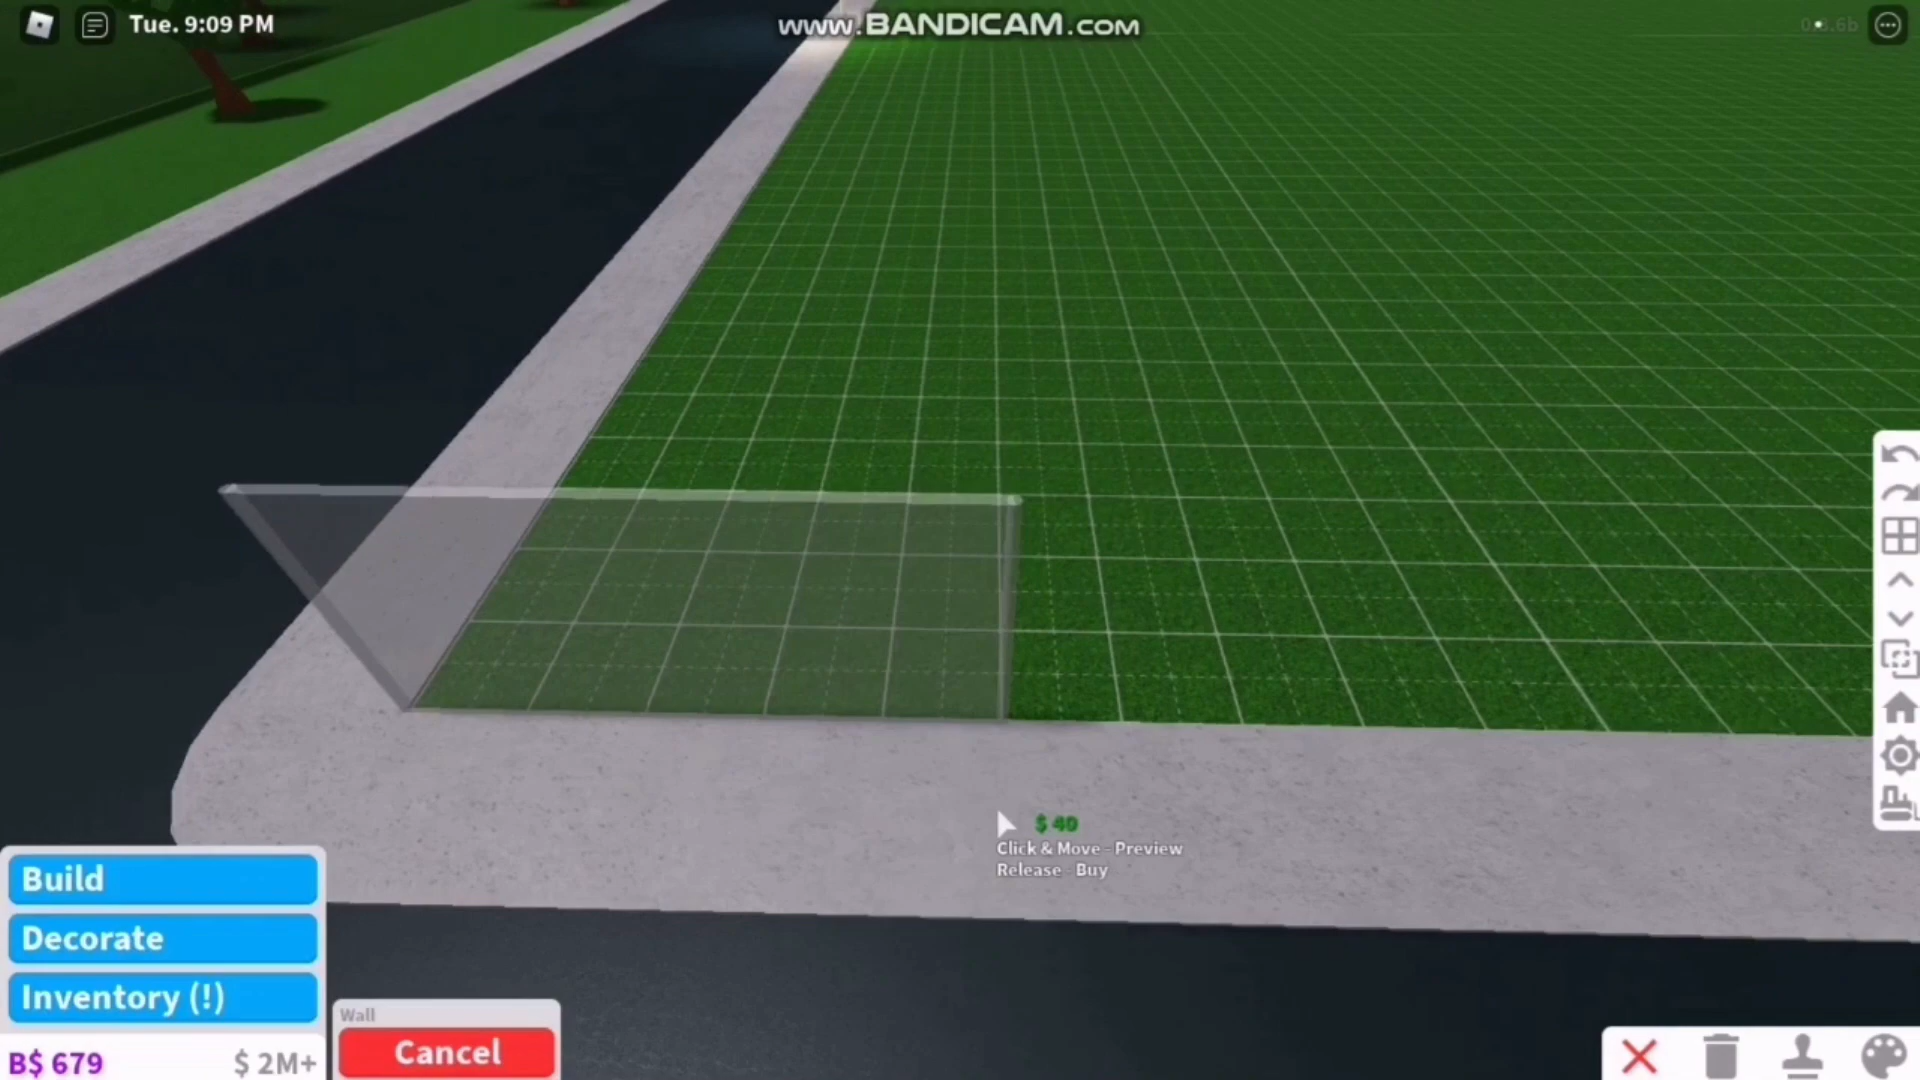 Tue. 9:09 PM
www.BANDICAM.com
$ 40
Click & Move - Preview
Release - Buy
Build
Decorate
Inventory (!)
B$ 679
$ 2M+
Wall
Cancel